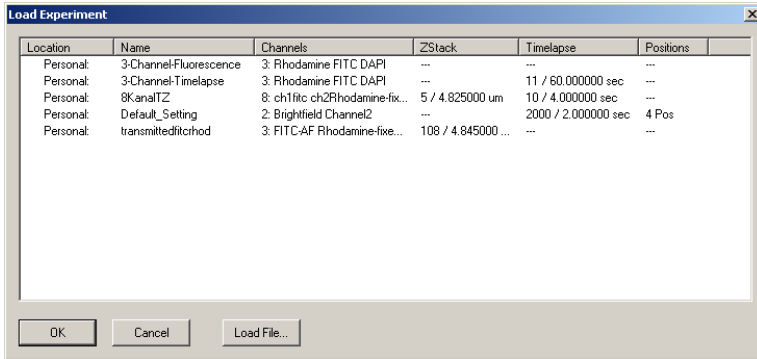 Load Experiment
Location Name Channels ZStack Timelapse Positions
Personal: 3-Channel-Fluorescence 3: Rhodamine FITC DAPI --- --- ---
Personal: 3-Channel-Timelapse 3: Rhodamine FITC DAPI --- 11 / 60.000000 sec ---
Personal: 8KanalTZ 8: ch1fitc ch2Rhodamine-fix... 5 / 4.825000 um 10 / 4.000000 sec ---
Personal: Default_Setting 2: Brightfield Channel2 --- 2000 / 2.000000 sec 4 Pos
Personal: transmittedfitcrhod 3: FITC-AF Rhodamine-fixe... 108 / 4.845000 ... --- ---
OK Cancel Load File...